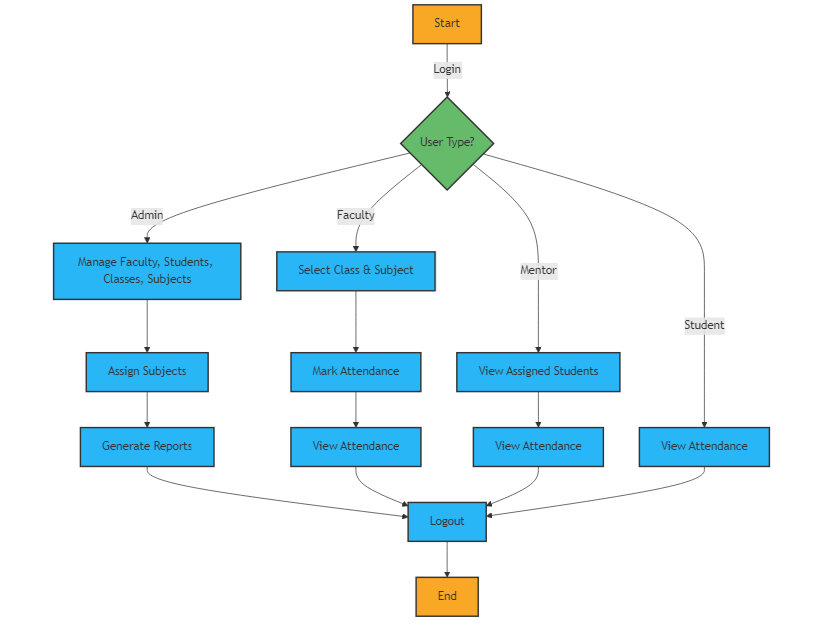 Start
Login
User Type?
Admin
Faculty
Mentor
Student
Manage Faculty, Students,
Classes, Subjects
Select Class & Subject
Assign Subjects
Mark Attendance
View Assigned Students
Generate Reports
View Attendance
View Attendance
View Attendance
Logout
End